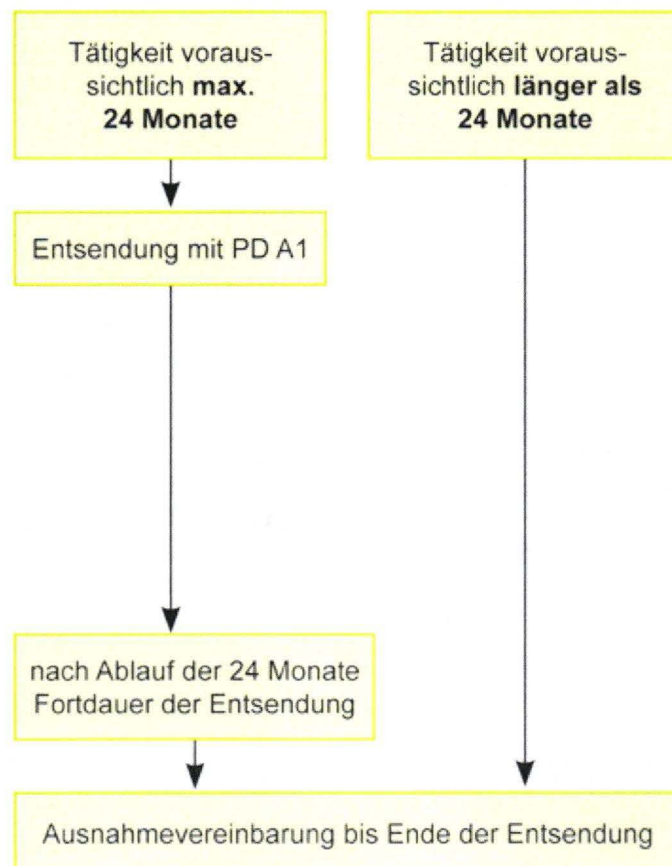 Tätigkeit voraus-
sichtlich max.
24 Monate
Tätigkeit voraus-
sichtlich länger als
24 Monate
Entsendung mit PD A1
nach Ablauf der 24 Monate
Fortdauer der Entsendung
Ausnahmevereinbarung bis Ende der Entsendung